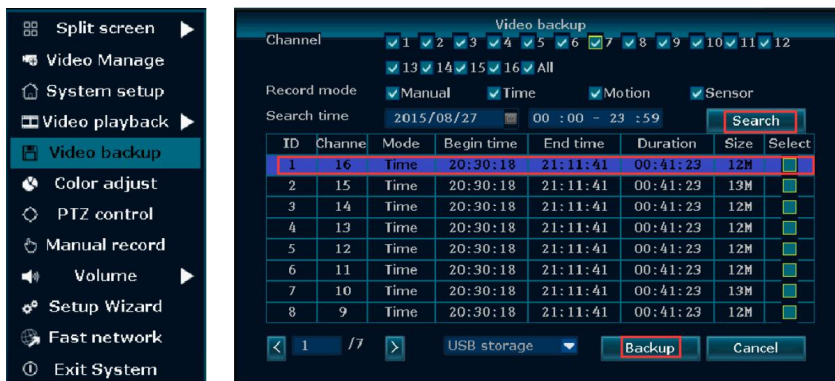 Split screen
Video Manage
System setup
Video playback
Video backup
Color adjust
PTZ control
Manual record
Volume
Setup Wizard
Fast network
Exit System
Video backup
Channel 1 2 3 4 5 6 7 8 9 10 11 12
13 14 15 16 All
Record mode Manual Time Motion Sensor
Search time 2015/08/27 00 :00 - 23 :59 Search
ID Channe Mode Begin time End time Duration Size Select
1 16 Time 20:30:18 21:11:41 00:41:23 12M
2 15 Time 20:30:18 21:11:41 00:41:23 13M
3 14 Time 20:30:18 21:11:41 00:41:23 12M
4 13 Time 20:30:18 21:11:41 00:41:23 12M
5 12 Time 20:30:18 21:11:41 00:41:23 12M
6 11 Time 20:30:18 21:11:41 00:41:23 12M
7 10 Time 20:30:18 21:11:41 00:41:23 13M
8 9 Time 20:30:18 21:11:41 00:41:23 12M
1 /7 USB storage Backup Cancel